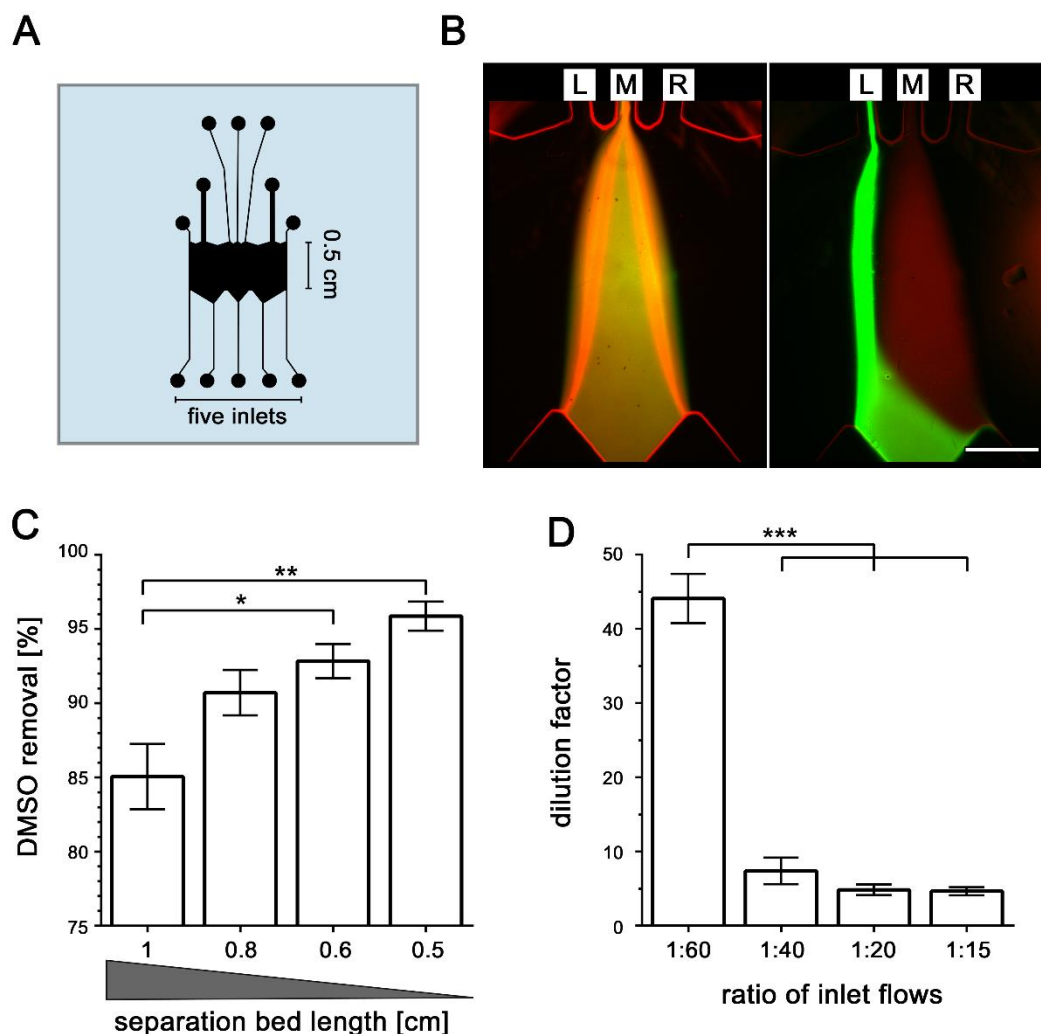 A
0.5 cm
five inlets
B
L M R
L M R
C
DMSO removal [%]
100
95
90
85
80
75
**
*
1 0.8 0.6 0.5
separation bed length [cm]
D
dilution factor
50
40
30
20
10
0
***
1:60 1:40 1:20 1:15
ratio of inlet flows